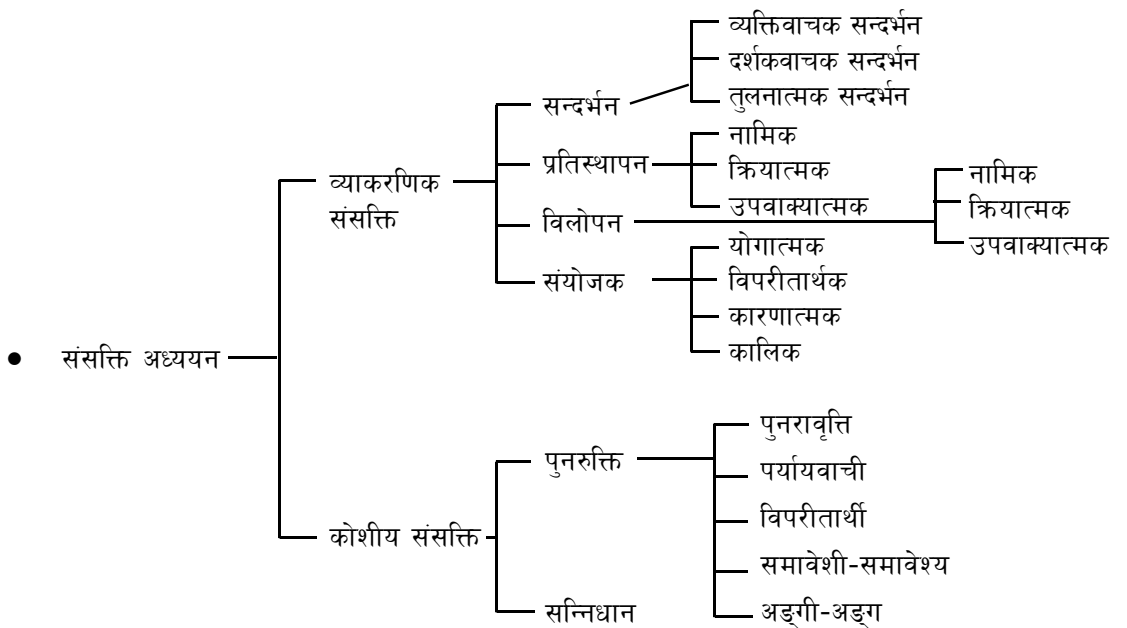 व्यक्तिवाचक सन्दर्भन
दर्शकवाचक सन्दर्भन
तुलनात्मक सन्दर्भन
सन्दर्भन
नामिक
क्रियात्मक
उपवाक्यात्मक
प्रतिस्थापन
व्याकरणिक
संसक्ति
विलोपन
नामिक
क्रियात्मक
उपवाक्यात्मक
संयोजक
योगात्मक
विपरीतार्थक
कारणात्मक
कालिक
• संसक्ति अध्ययन
पुनरुक्ति
पुनरावृत्ति
पर्यायवाची
विपरीतार्थी
समावेशी-समावेश्य
अङ्गी-अङ्ग
कोशीय संसक्ति
सन्निधान